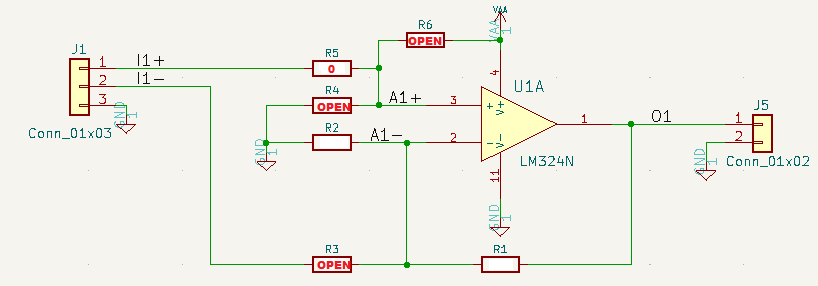 VAA
VAA 1
R6
OPEN
J1
I1+
1
R5
0
I1-
2
4
U1A
R4
OPEN
A1+
3
+
V+
3
GND 1
Conn_01x03
R2
A1-
2
-
V-
1
O1
J5
1
2
LM324N
Conn_01x02
GND 1
GND 1
11
GND 1
R3
OPEN
R1